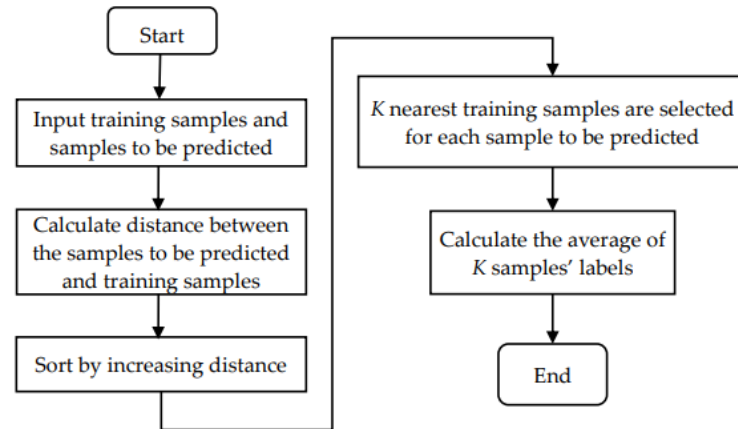 Start
Input training samples and
samples to be predicted
Calculate distance between
the samples to be predicted
and training samples
Sort by increasing distance
K nearest training samples are selected
for each sample to be predicted
Calculate the average of
K samples’ labels
End